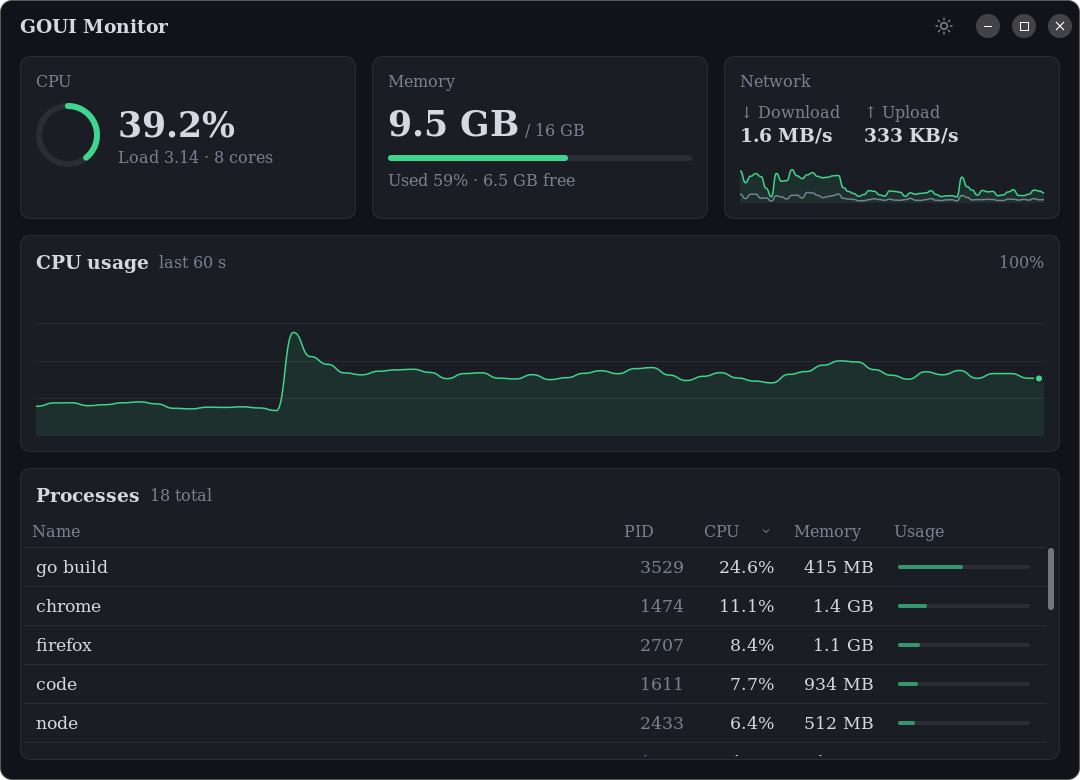 GOUI Monitor
CPU
39.2%
Load 3.14 · 8 cores
Memory
9.5 GB / 16 GB
Used 59% · 6.5 GB free
Network
↓ Download ↑ Upload
1.6 MB/s 333 KB/s
CPU usage last 60 s 100%
Processes 18 total
Name PID CPU Memory Usage
go build 3529 24.6% 415 MB
chrome 1474 11.1% 1.4 GB
firefox 2707 8.4% 1.1 GB
code 1611 7.7% 934 MB
node 2433 6.4% 512 MB